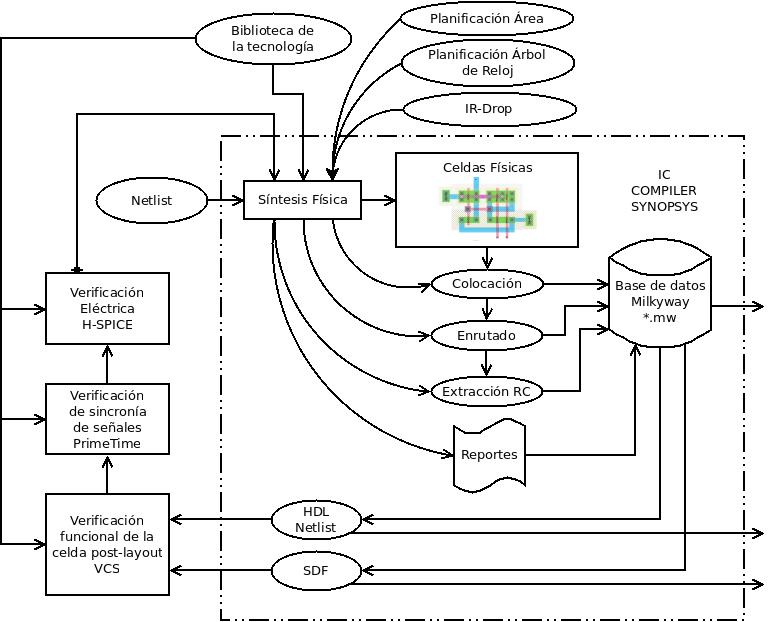 Biblioteca de
la tecnología
Planificación Área
Planificación Árbol
de Reloj
IR-Drop
Netlist
Síntesis Física
Celdas Físicas
IC
COMPILER
SYNOPSYS
Verificación
Eléctrica
H-SPICE
Colocación
Base de datos
Milkyway
*.mw
Enrutado
Extracción RC
Verificación
de sincronía
de señales
PrimeTime
Reportes
Verificación
funcional de la
celda post-layout
VCS
HDL
Netlist
SDF